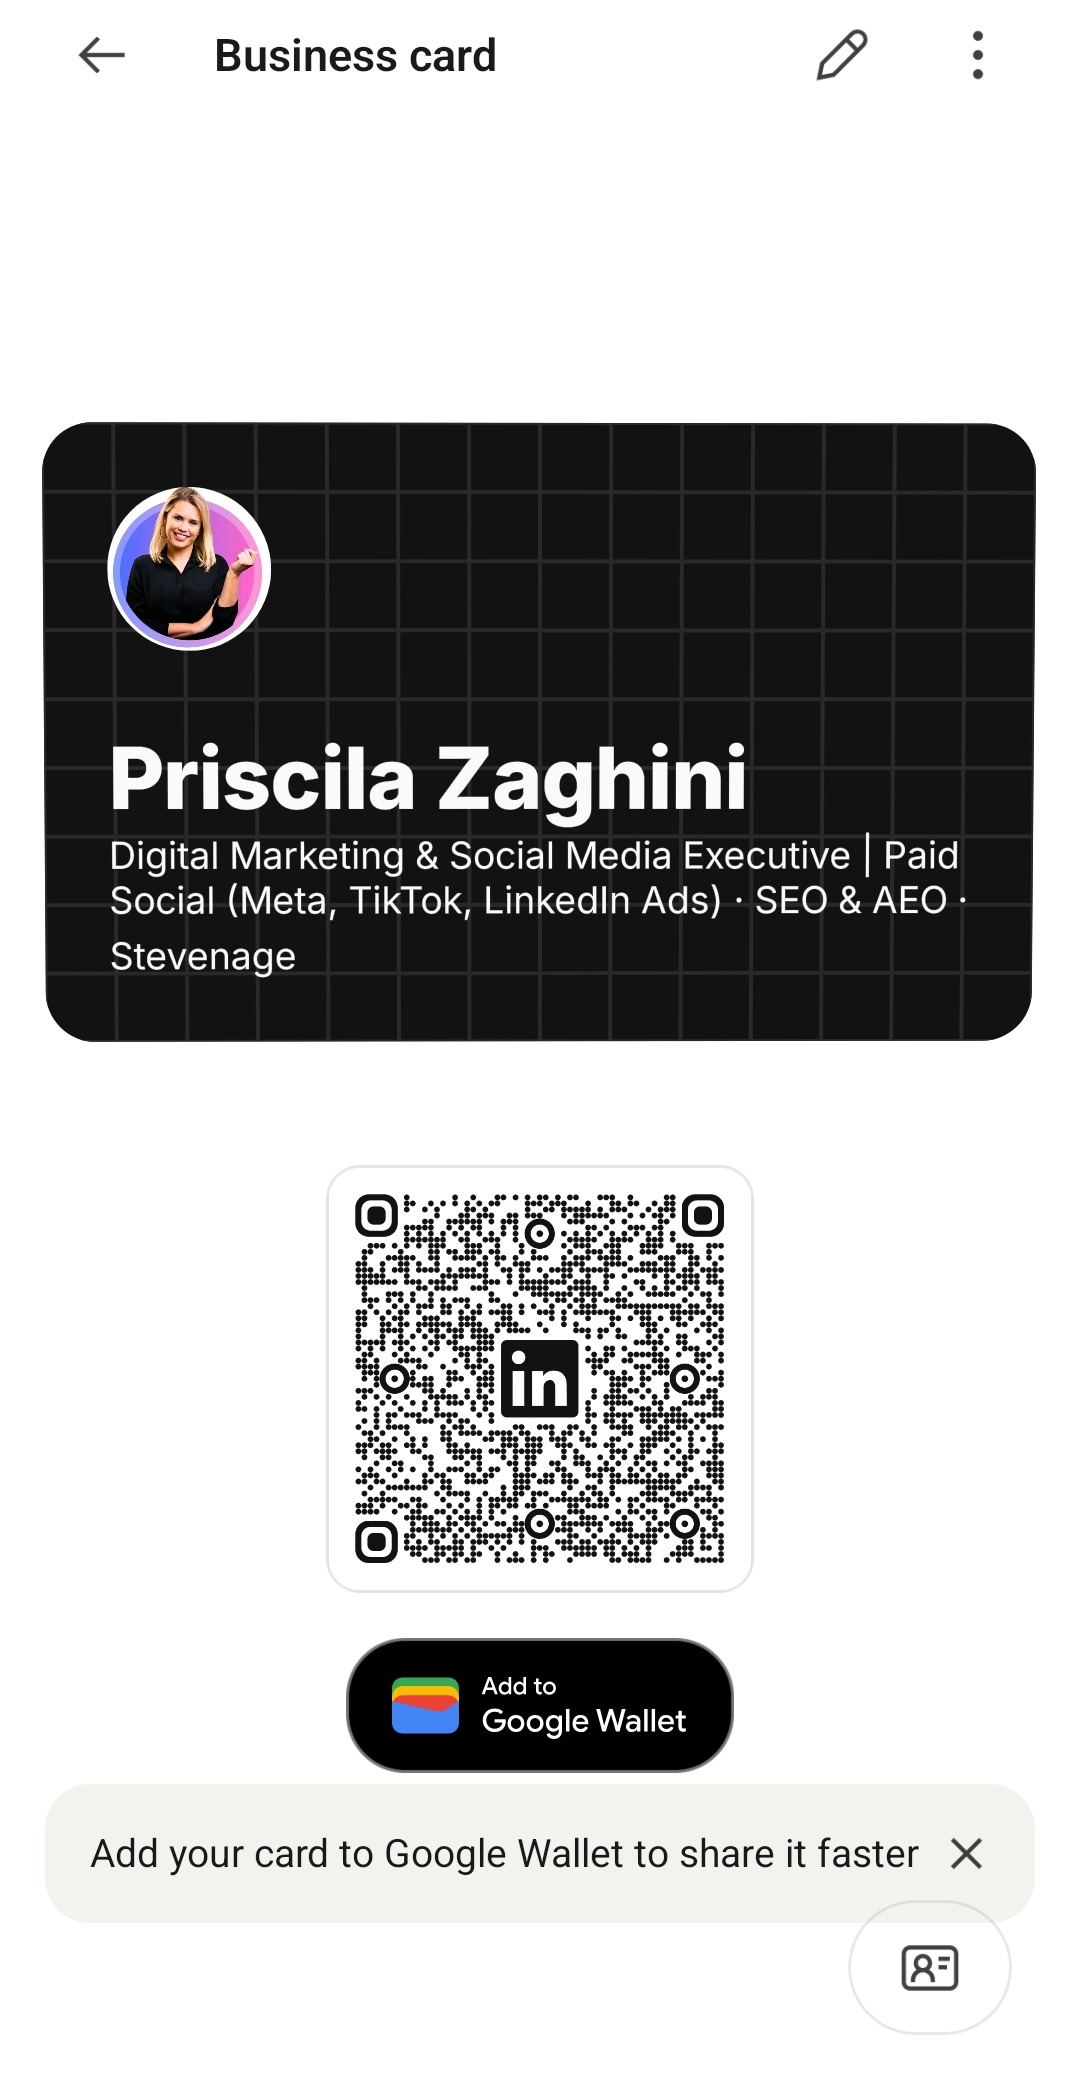 Business card
Priscila Zaghini
Digital Marketing & Social Media Executive | Paid
Social (Meta, TikTok, LinkedIn Ads) · SEO & AEO ·
Stevenage
in
Add to
Google Wallet
Add your card to Google Wallet to share it faster